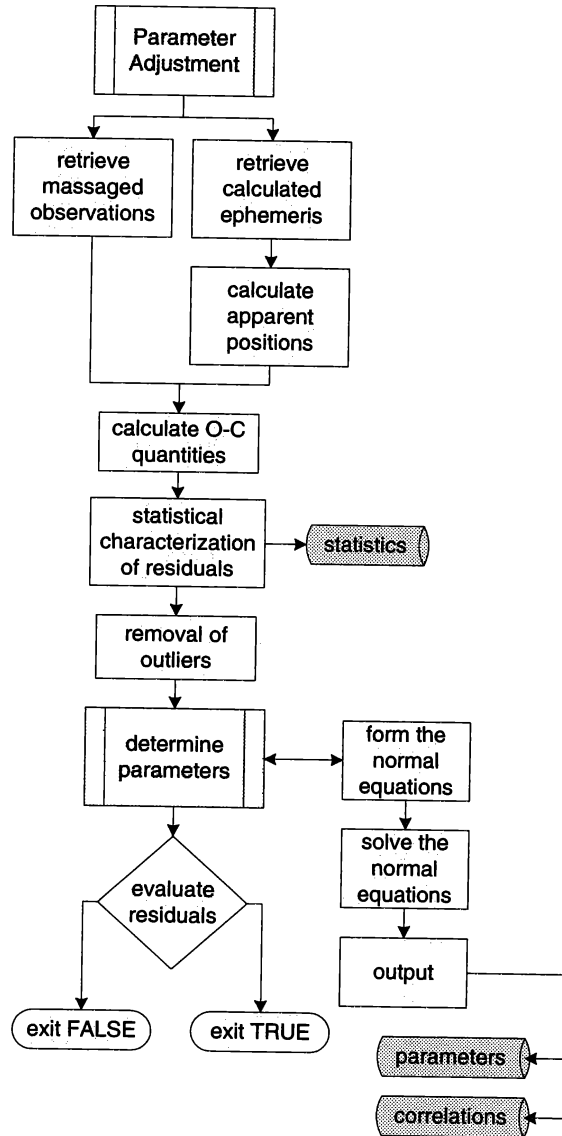 Parameter
Adjustment
retrieve
massaged
observations
retrieve
calculated
ephemeris
calculate
apparent
positions
calculate O-C
quantities
statistical
characterization
of residuals
statistics
removal of
outliers
determine
parameters
form the
normal
equations
solve the
normal
equations
evaluate
residuals
output
exit FALSE
exit TRUE
parameters
correlations